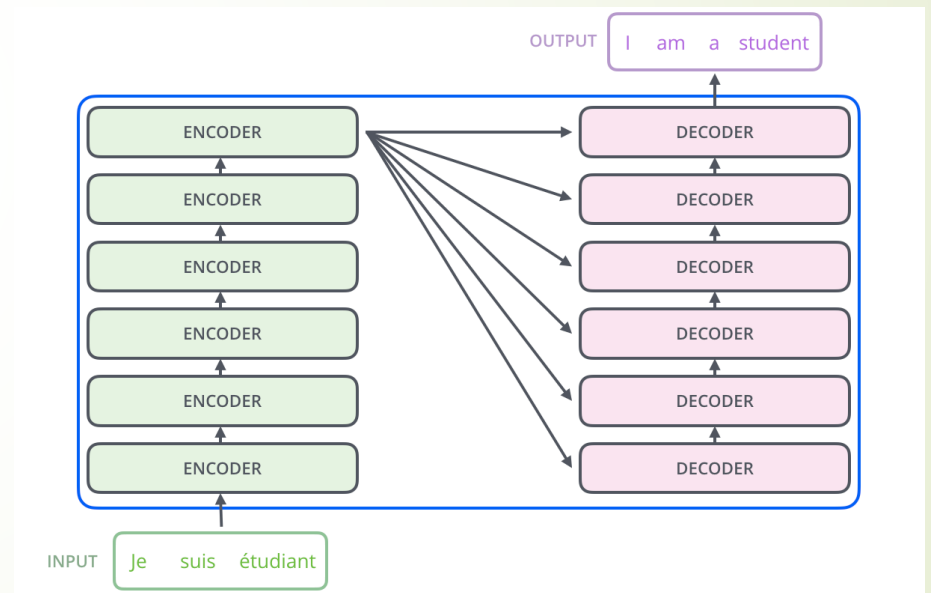 OUTPUT
I am a student
ENCODER
ENCODER
ENCODER
ENCODER
ENCODER
ENCODER
DECODER
DECODER
DECODER
DECODER
DECODER
DECODER
INPUT
Je suis étudiant